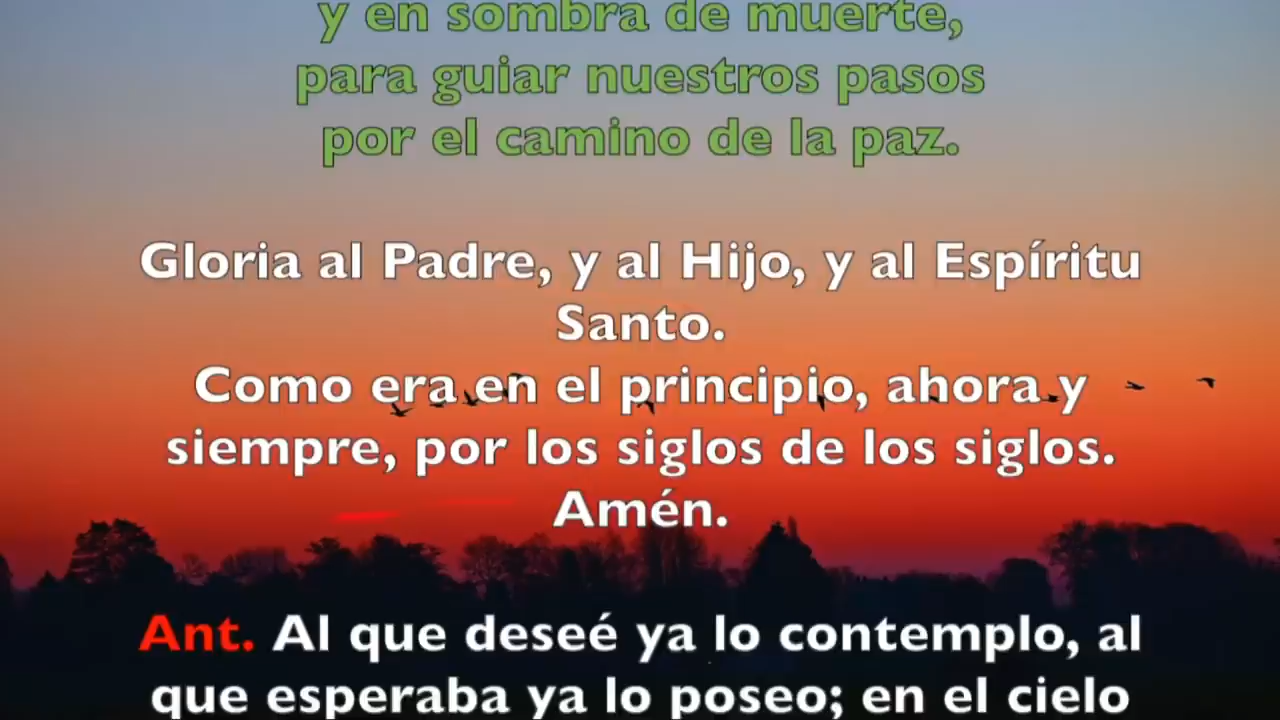 y en sombra de muerte,
para guiar nuestros pasos
por el camino de la paz.
Gloria al Padre, y al Hijo, y al Espíritu
Santo.
Como era en el principio, ahora y
siempre, por los siglos de los siglos.
Amén.
Ant. Al que deseé ya lo contemplo, al
que esperaba ya lo poseo; en el cielo